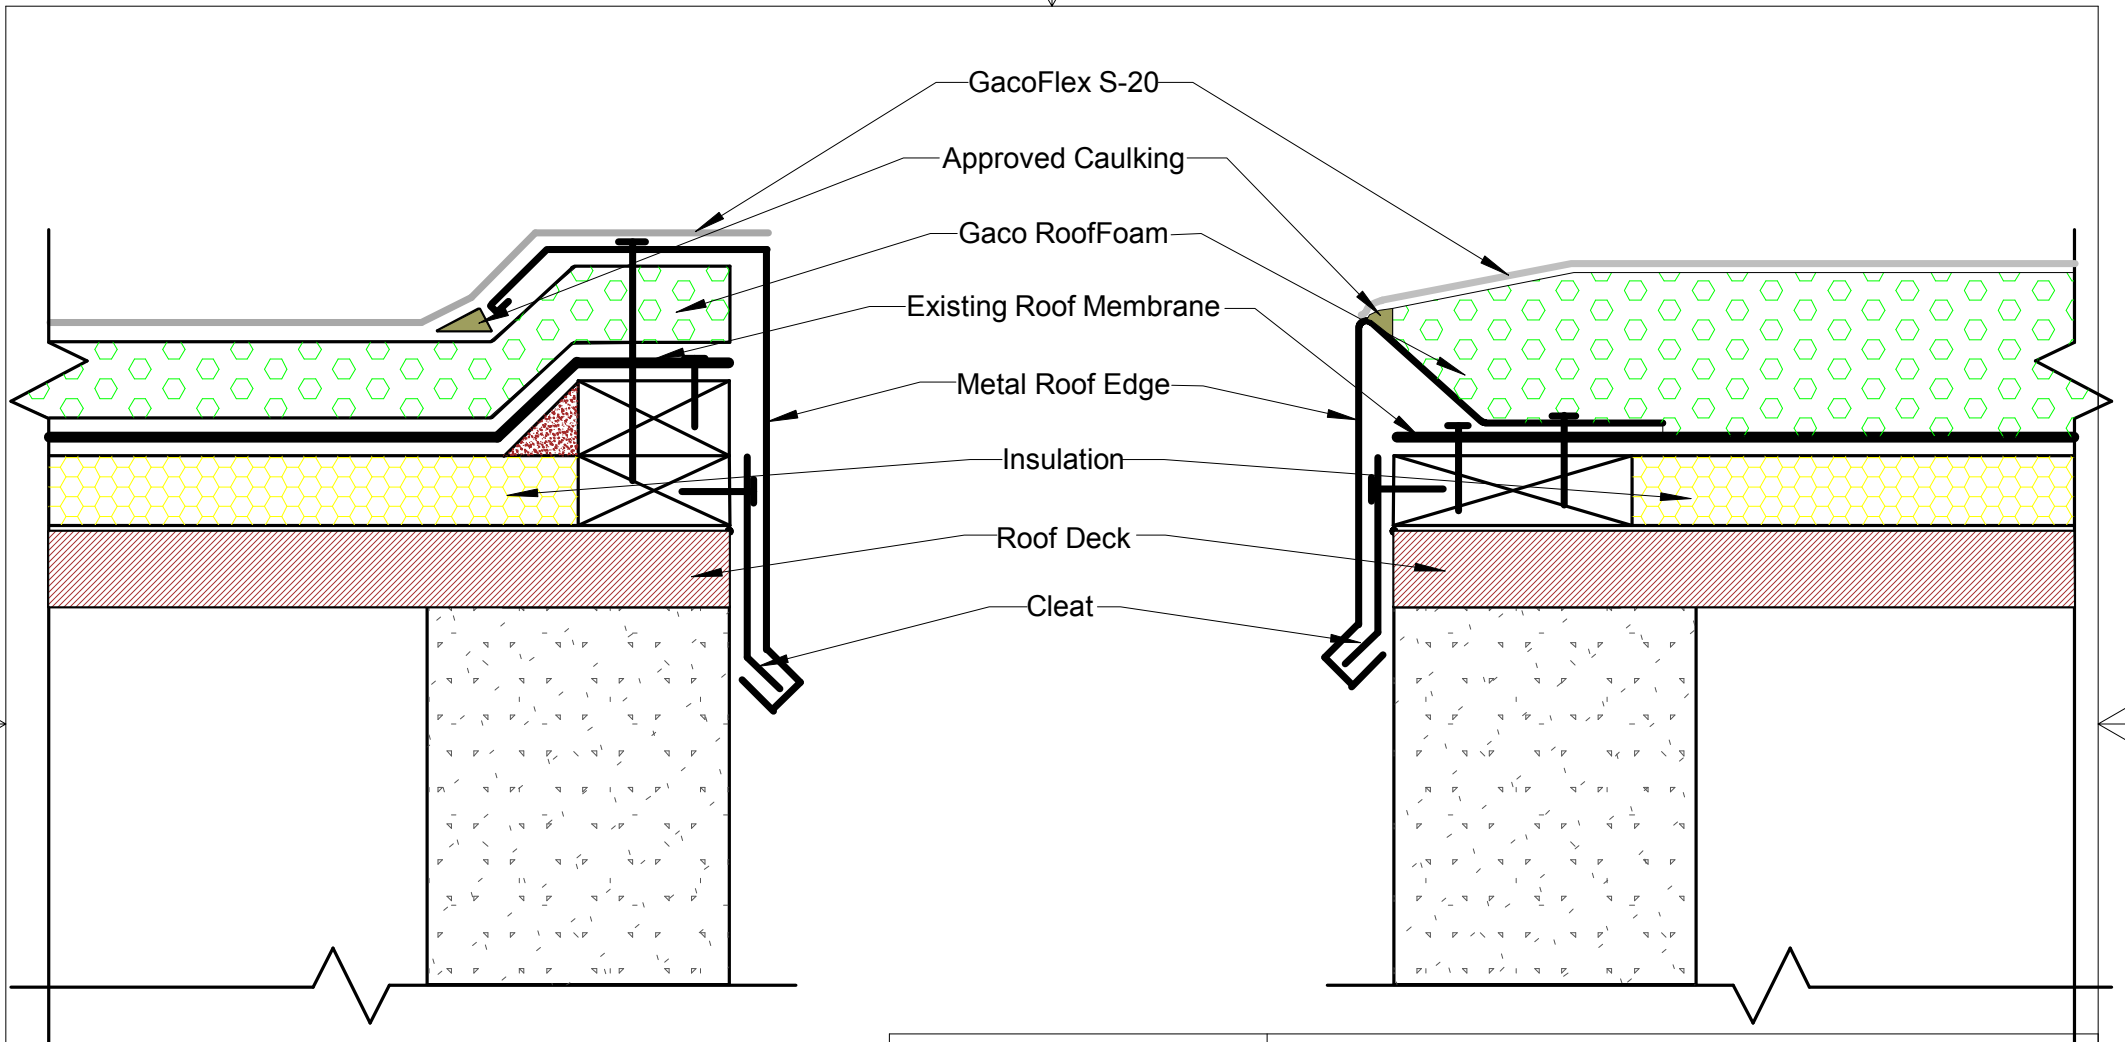 GacoFlex S-20
Approved Caulking
Gaco RoofFoam
Existing Roof Membrane
Metal Roof Edge
Insulation
Roof Deck
Cleat